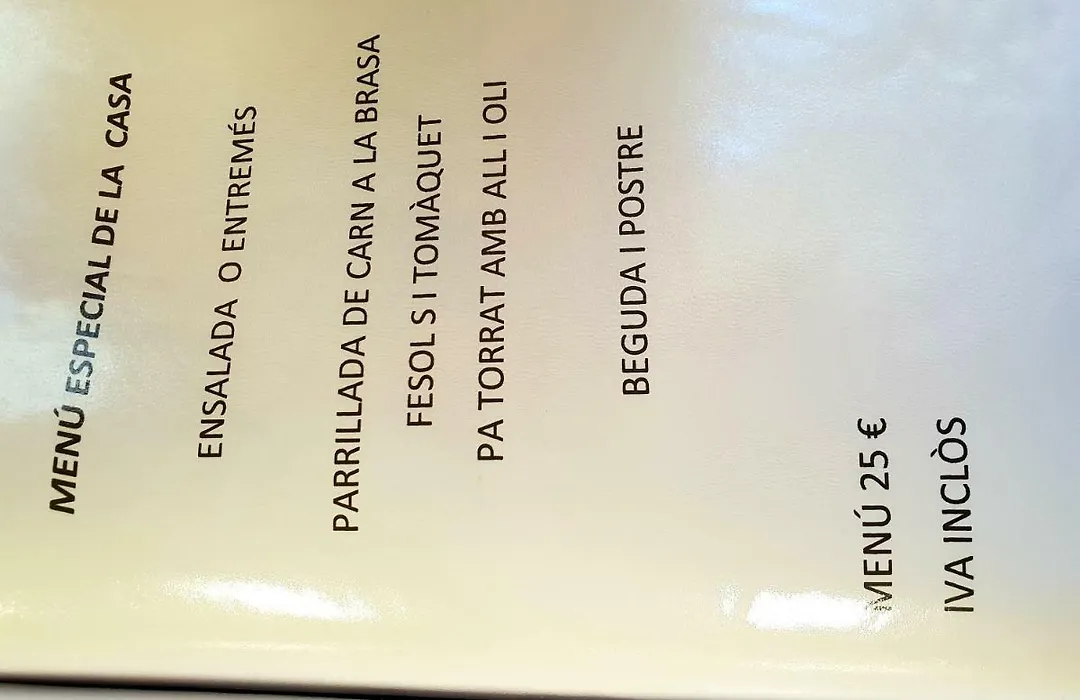 MENÚ ESPECIAL DE LA CASA
ENSALADA O ENTREMÉS
PARRILLADA DE CARN A LA BRASA
FESOLS I TOMÀQUET
PA TORRAT AMB ALL I OLI
BEGUDA I POSTRE
MENÚ 25 €
IVA INCLÒS